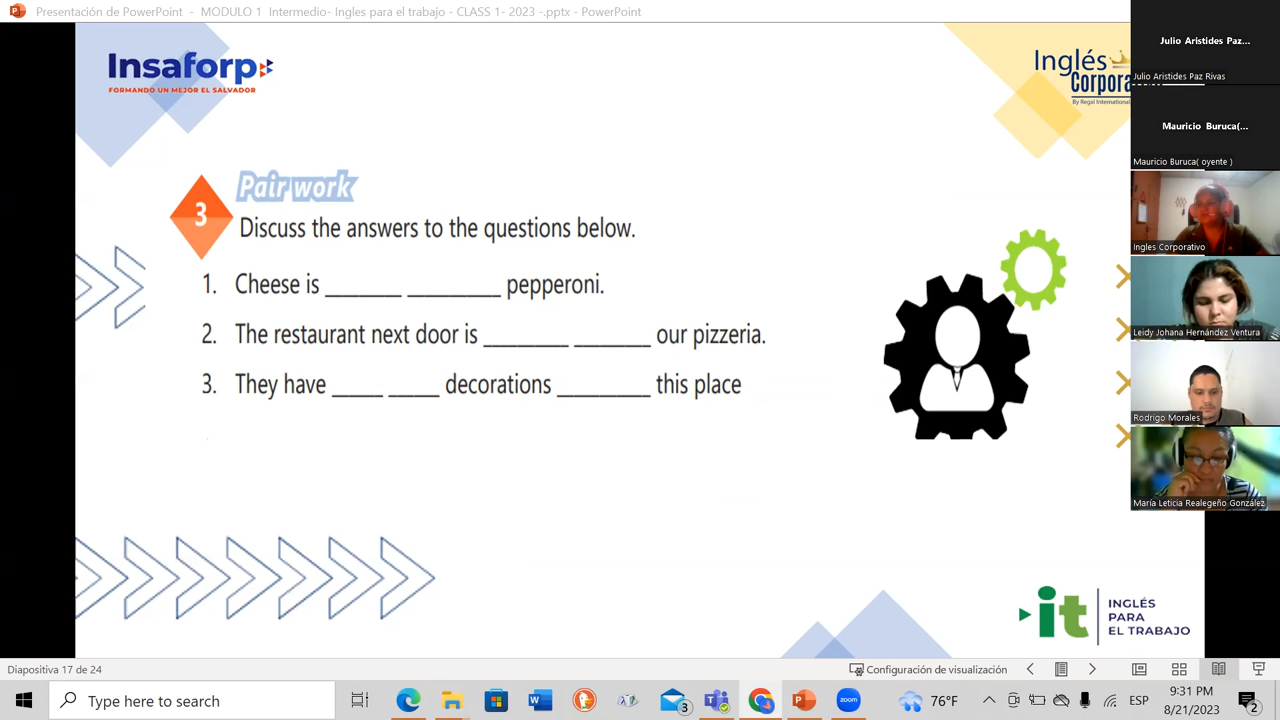 Presentación de PowerPoint - MODULO 1 Intermedio- Ingles para el trabajo - CLASS 1- 2023 -.pptx - PowerPoint
Insaforp
FORMANDO UN MEJOR EL SALVADOR
Inglés
Corpora
By Regal International
Julio Aristides Paz...
Julio Aristides Paz Rivas
Mauricio Buruca(...
Mauricio Buruca( oyente )
Ingles Corporativo
Leidy Johana Hernández Ventura
Rodrigo Morales
María Leticia Realegeño González
3
Pair work
Discuss the answers to the questions below.
1. Cheese is ________ __________ pepperoni.
2. The restaurant next door is _________ ________ our pizzeria.
3. They have _____ _____ decorations _________ this place
it
INGLÉS
PARA
EL TRABAJO
Diapositiva 17 de 24
Configuración de visualización
Type here to search
3
76°F
ESP
9:31 PM
8/21/2023
2
zoom